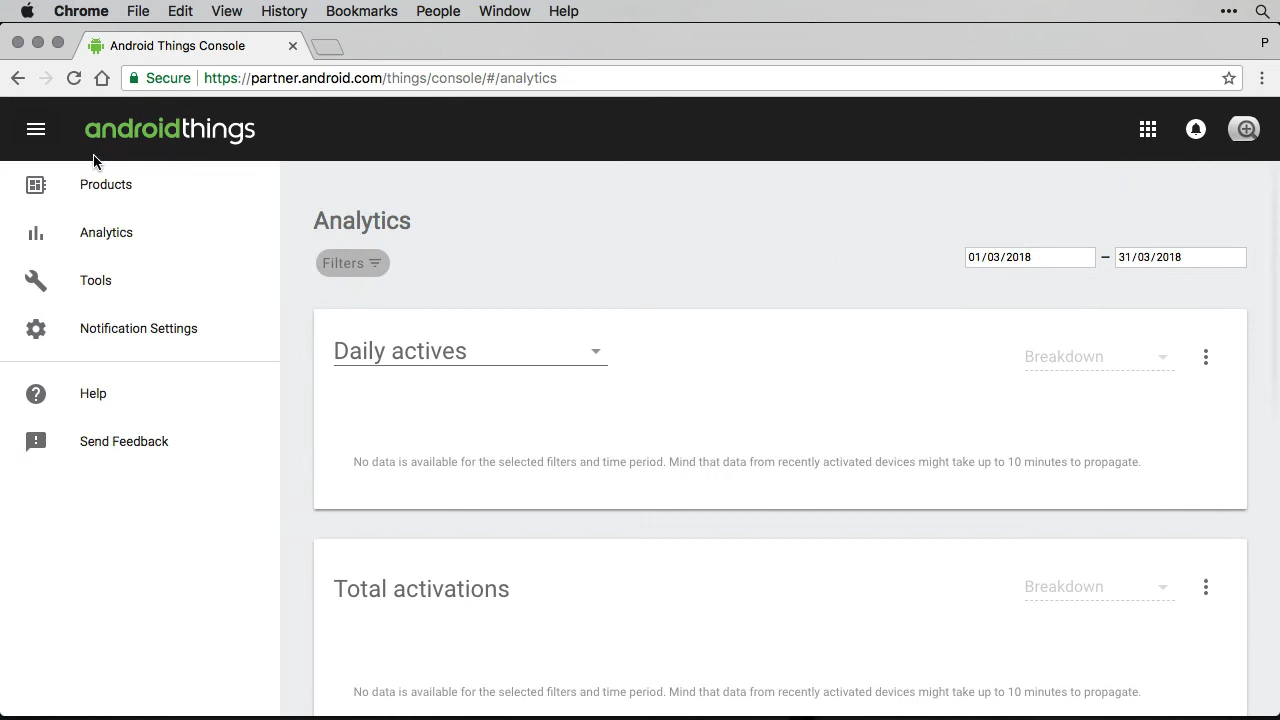 Chrome File Edit View History Bookmarks People Window Help
Android Things Console
P
Secure https://partner.android.com/things/console/#/analytics
androidthings
Products
Analytics
Tools
Notification Settings
Help
Send Feedback
Analytics
Filters
01/03/2018 – 31/03/2018
Daily actives
Breakdown
No data is available for the selected filters and time period. Mind that data from recently activated devices might take up to 10 minutes to propagate.
Total activations
Breakdown
No data is available for the selected filters and time period. Mind that data from recently activated devices might take up to 10 minutes to propagate.